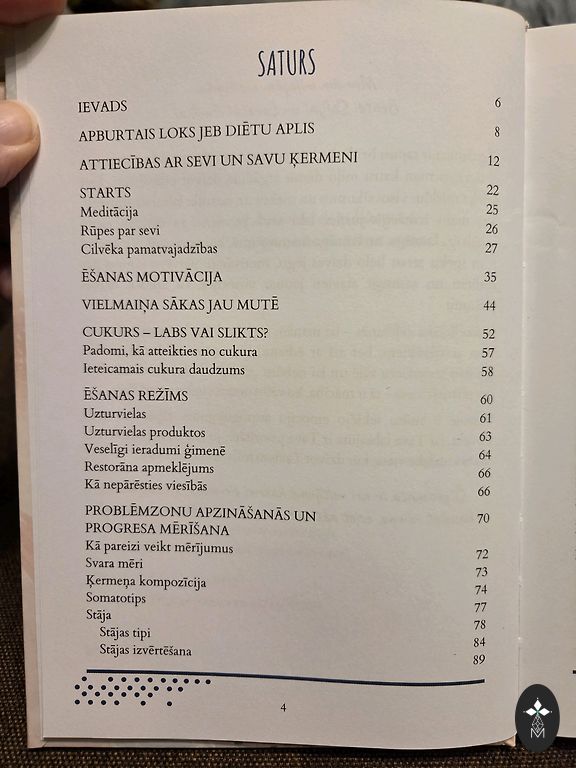 SATURS
IEVADS 6
APBURTAIS LOKS JEB DIĒTU APLIS 8
ATTIECĪBAS AR SEVI UN SAVU ĶERMENI 12
STARTS 22
Meditācija 25
Rūpes par sevi 26
Cilvēka pamatvajadzības 27
ĒŠANAS MOTIVĀCIJA 35
VIELMAIŅA SĀKAS JAU MUTĒ 44
CUKURS – LABS VAI SLIKTS? 52
Padomi, kā atteikties no cukura 57
Ieteicamais cukura daudzums 58
ĒŠANAS REŽĪMS 60
Uzturvielas 61
Uzturvielas produktos 63
Veselīgi ieradumi ģimenē 64
Restorāna apmeklējums 66
Kā nepārēsties viesībās 66
PROBLĒMZONU APZINĀŠANĀS UN 70
PROGRESA MĒRĪŠANA
Kā pareizi veikt mērījumus 72
Svara mēri 73
Ķermeņa kompozīcija 74
Somatotips 77
Stāja 78
Stājas tipi 84
Stājas izvērtēšana 89
4
M